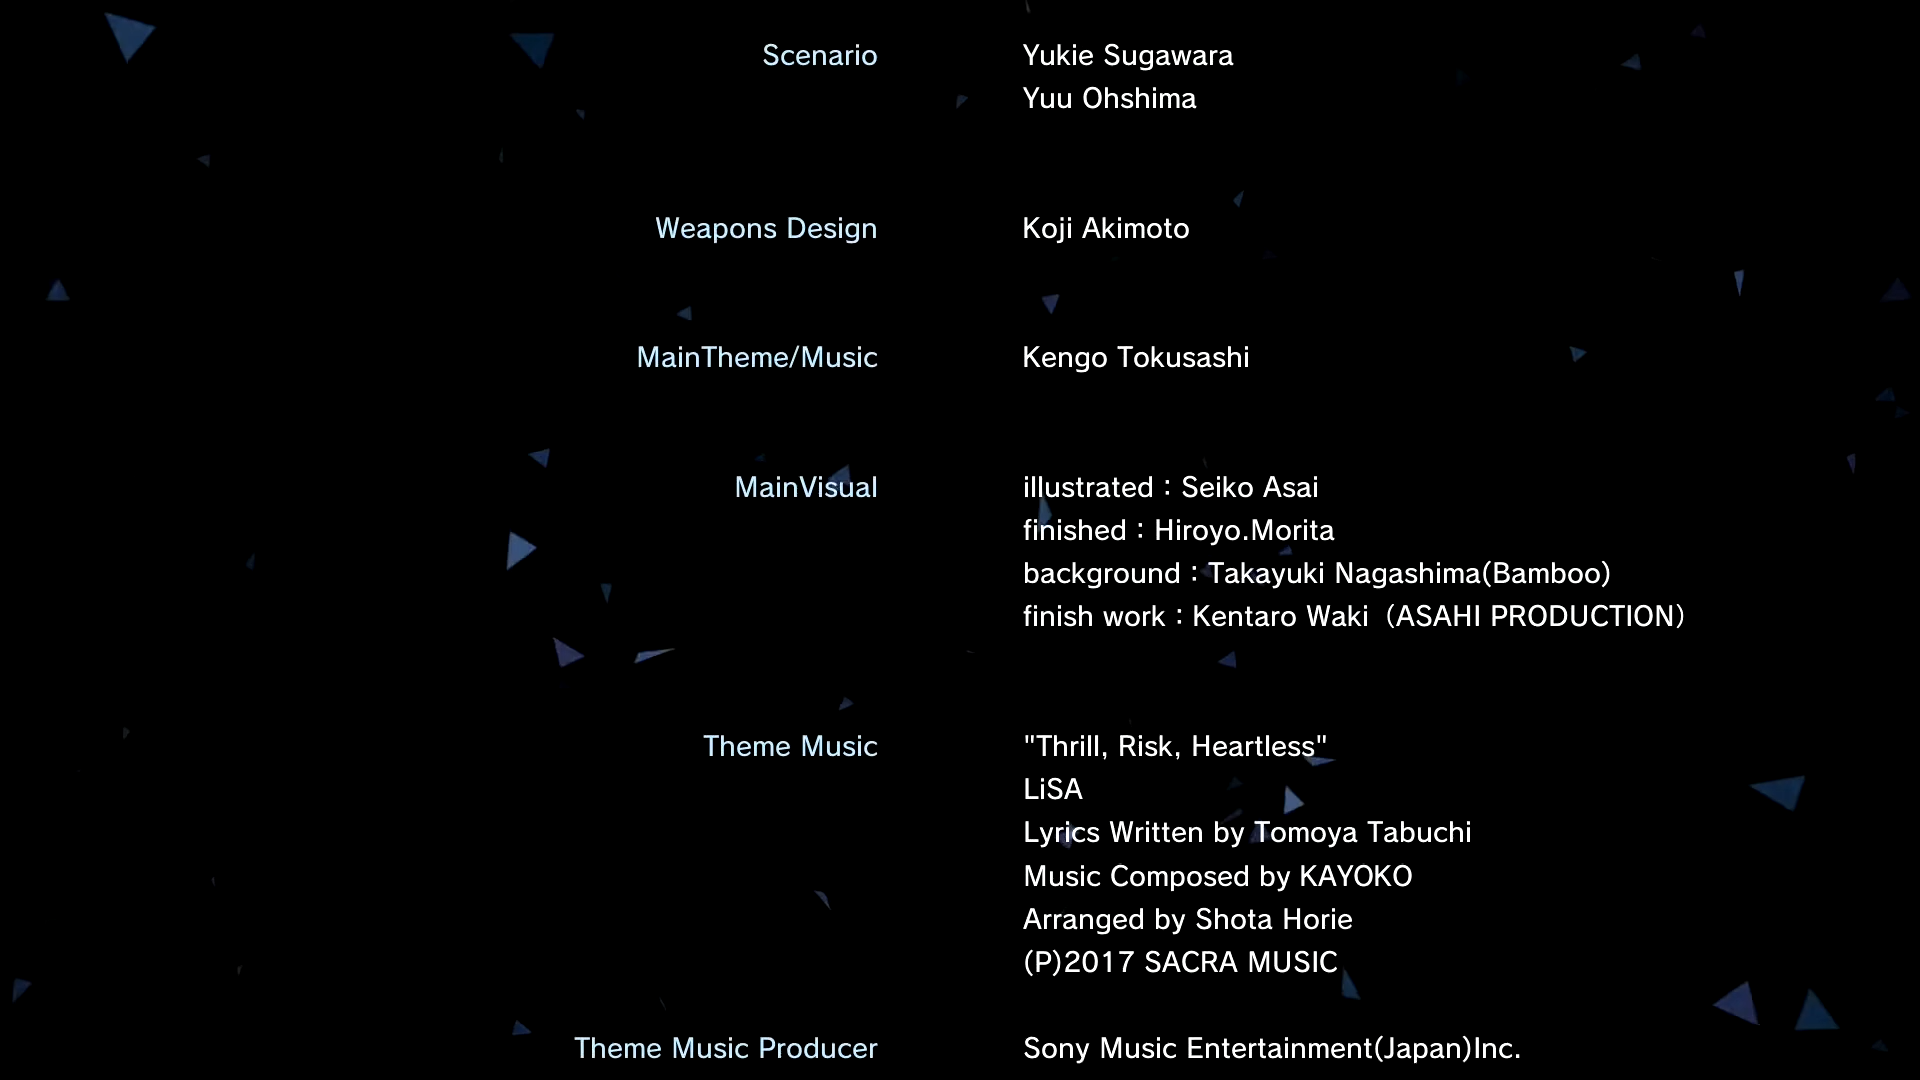 Scenario Yukie Sugawara
Yuu Ohshima
Weapons Design Koji Akimoto
MainTheme/Music Kengo Tokusashi
MainVisual illustrated：Seiko Asai
finished：Hiroyo.Morita
background：Takayuki Nagashima(Bamboo)
finish work：Kentaro Waki（ASAHI PRODUCTION）
Theme Music "Thrill, Risk, Heartless"
LiSA
Lyrics Written by Tomoya Tabuchi
Music Composed by KAYOKO
Arranged by Shota Horie
(P)2017 SACRA MUSIC
Theme Music Producer Sony Music Entertainment(Japan)Inc.